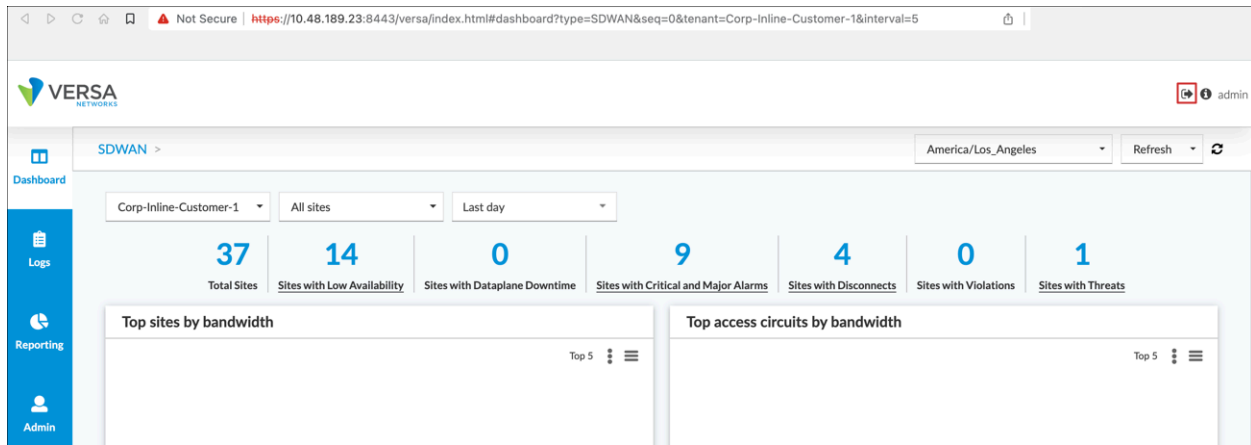 Not Secure | https://10.48.189.23:8443/versa/index.html#dashboard?type=SDWAN&seq=0&tenant=Corp-Inline-Customer-1&interval=5
VERSA
NETWORKS
admin
SDWAN >
America/Los_Angeles
Refresh
Dashboard
Corp-Inline-Customer-1
All sites
Last day
Logs
37 14 0 9 4 0 1
Total Sites Sites with Low Availability Sites with Dataplane Downtime Sites with Critical and Major Alarms Sites with Disconnects Sites with Violations Sites with Threats
Top sites by bandwidth
Top access circuits by bandwidth
Reporting
Top 5
Top 5
Admin